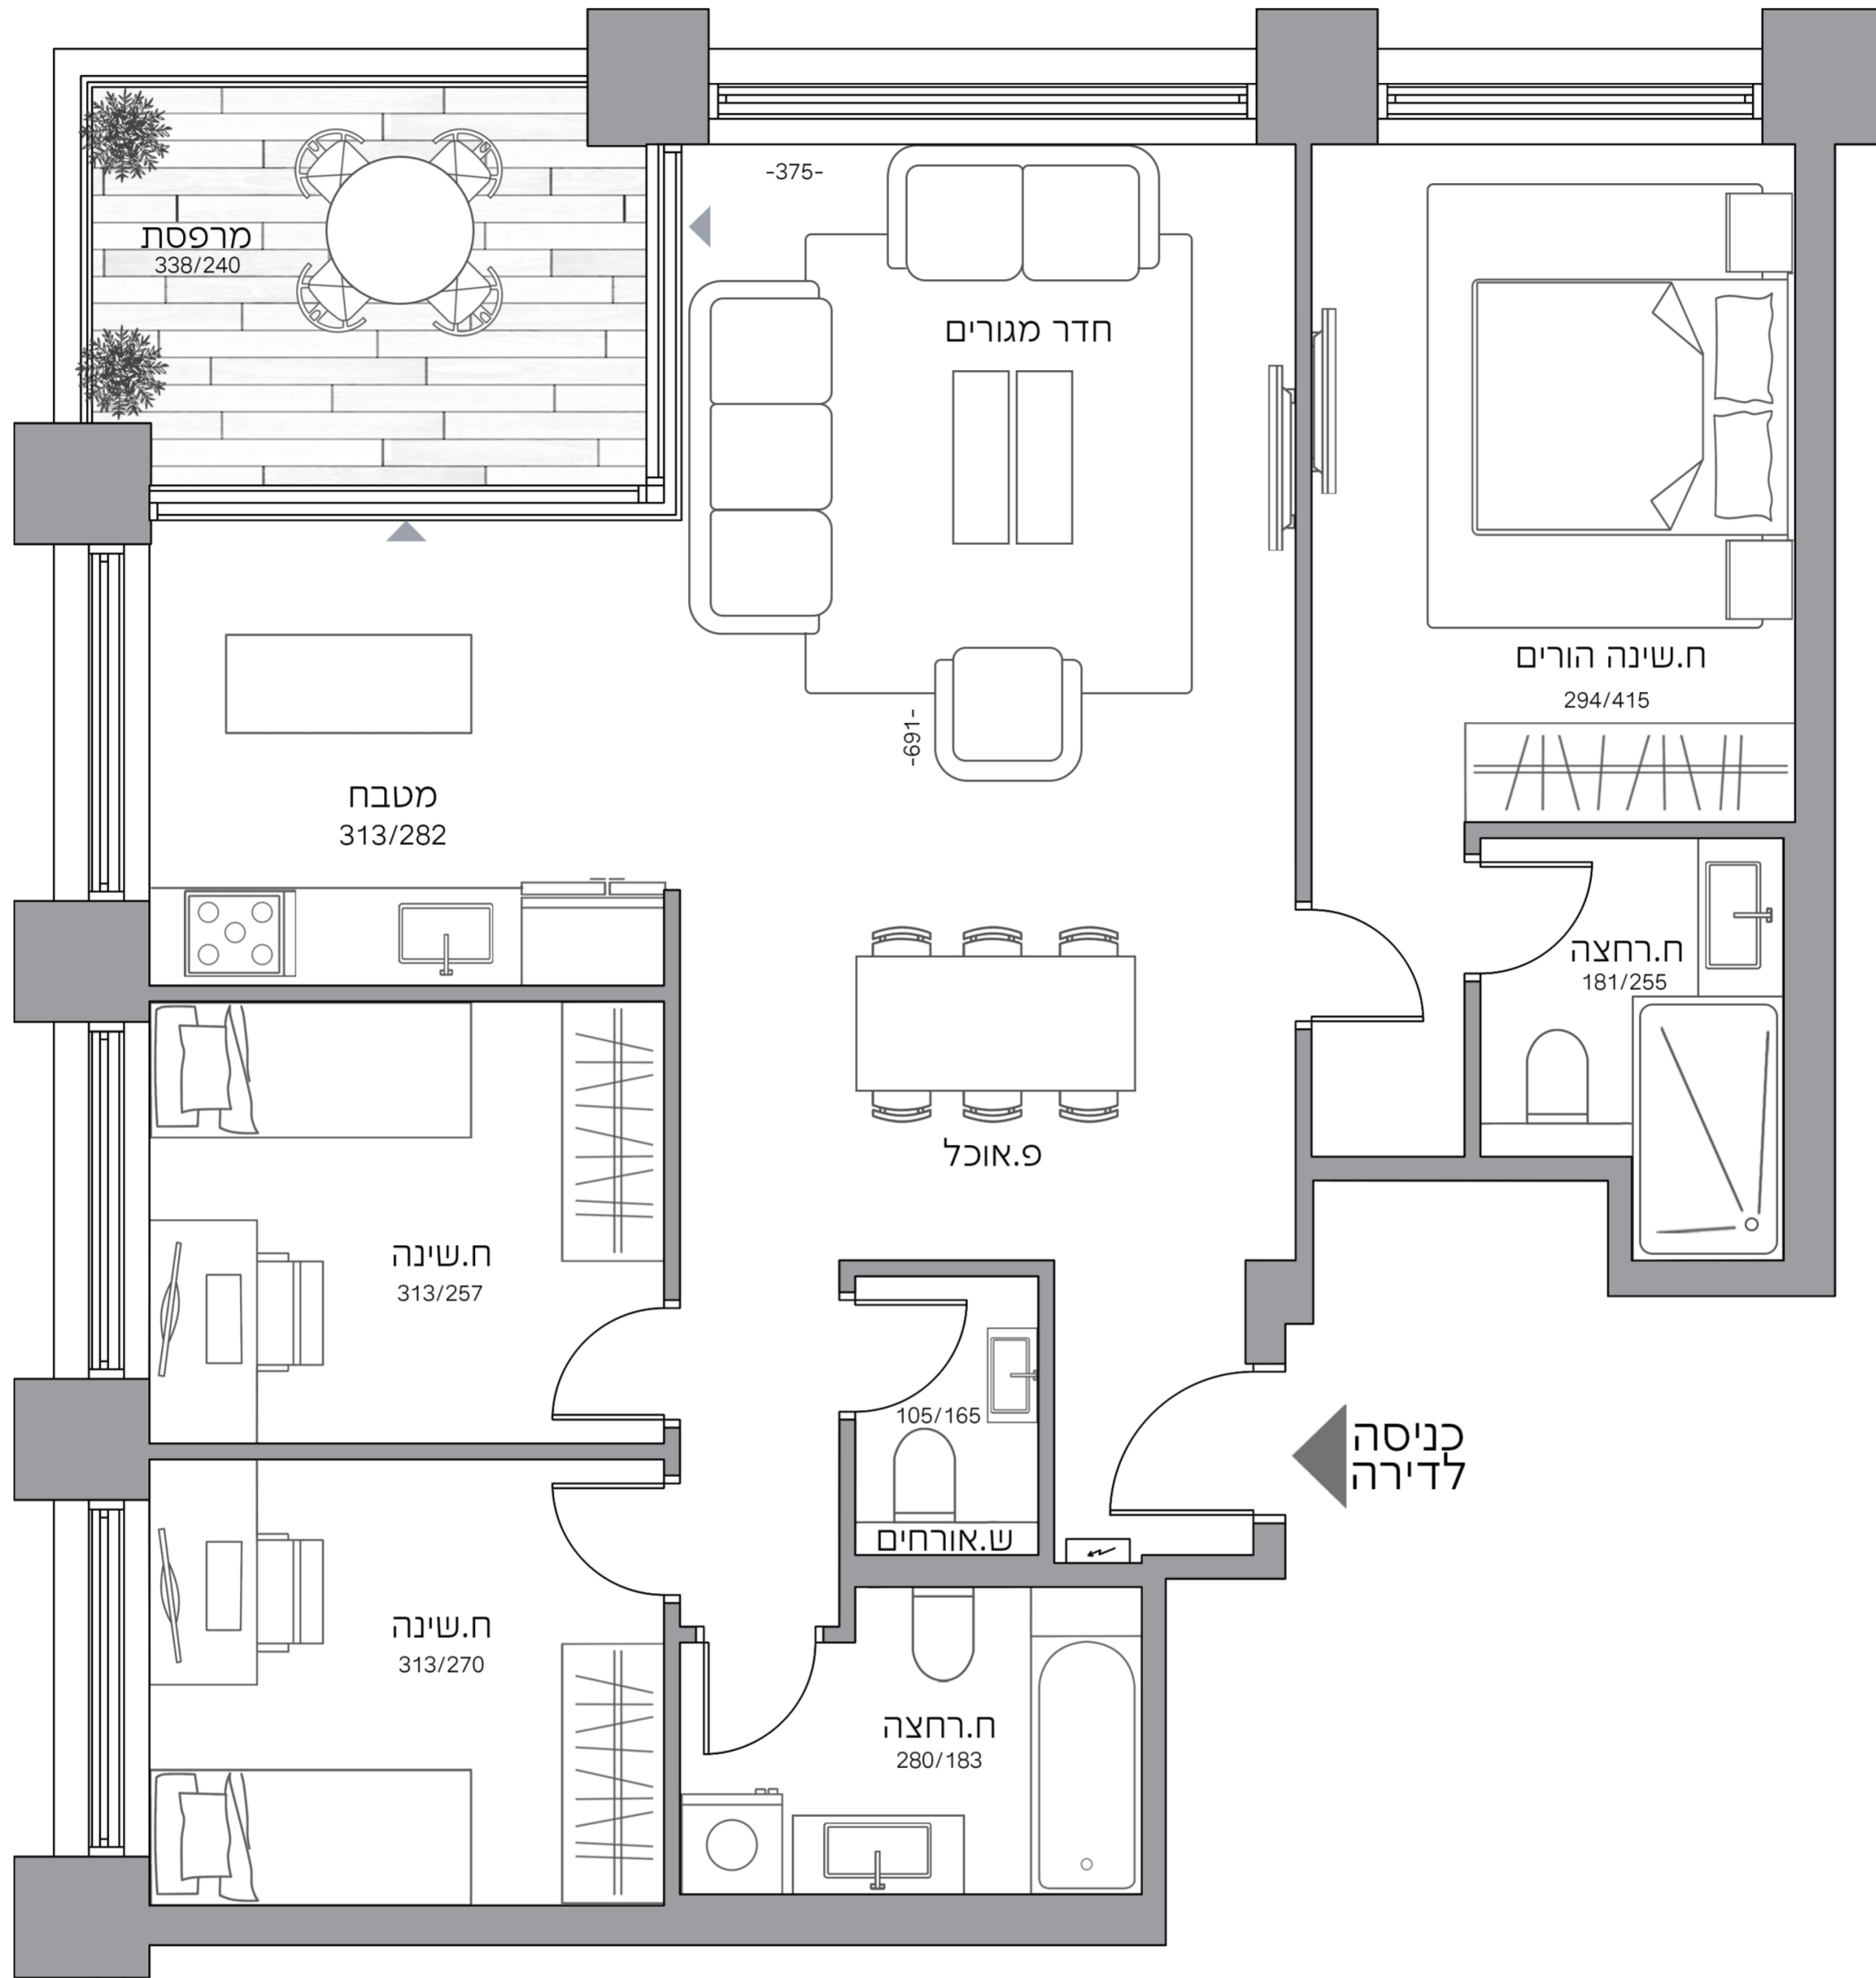 -375-
מרפסת
338/240
חדר מגורים
ח.שינה הורים
294/415
-691-
מטבח
313/282
ח.רחצה
181/255
פ.אוכל
ח.שינה
313/257
105/165
ש.אורחים
כניסה
לדירה
ח.שינה
313/270
ח.רחצה
280/183